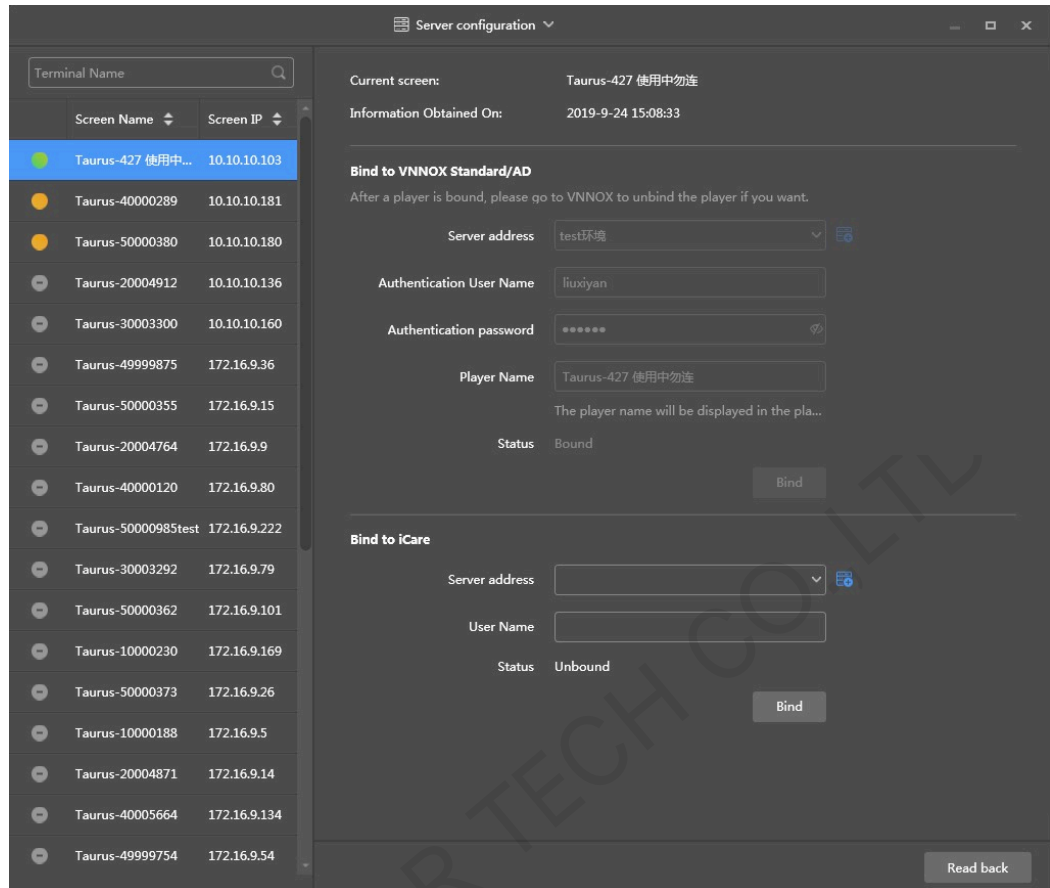 Server configuration
Terminal Name
Screen Name Screen IP
Taurus-427 使用中... 10.10.10.103
Taurus-40000289 10.10.10.181
Taurus-50000380 10.10.10.180
Taurus-20004912 10.10.10.136
Taurus-30003300 10.10.10.160
Taurus-49999875 172.16.9.36
Taurus-50000355 172.16.9.15
Taurus-20004764 172.16.9.9
Taurus-40000120 172.16.9.80
Taurus-50000985test 172.16.9.222
Taurus-30003292 172.16.9.79
Taurus-50000362 172.16.9.101
Taurus-10000230 172.16.9.169
Taurus-50000373 172.16.9.26
Taurus-10000188 172.16.9.5
Taurus-20004871 172.16.9.14
Taurus-40005664 172.16.9.134
Taurus-49999754 172.16.9.54
Current screen: Taurus-427 使用中勿连
Information Obtained On: 2019-9-24 15:08:33
Bind to VNNOX Standard/AD
After a player is bound, please go to VNNOX to unbind the player if you want.
Server address test环境
Authentication User Name liuxiyan
Authentication password ●●●●●●
Player Name Taurus-427 使用中勿连
The player name will be displayed in the pla...
Status Bound
Bind
Bind to iCare
Server address
User Name
Status Unbound
Bind
Read back
R TECH CO.,LTD